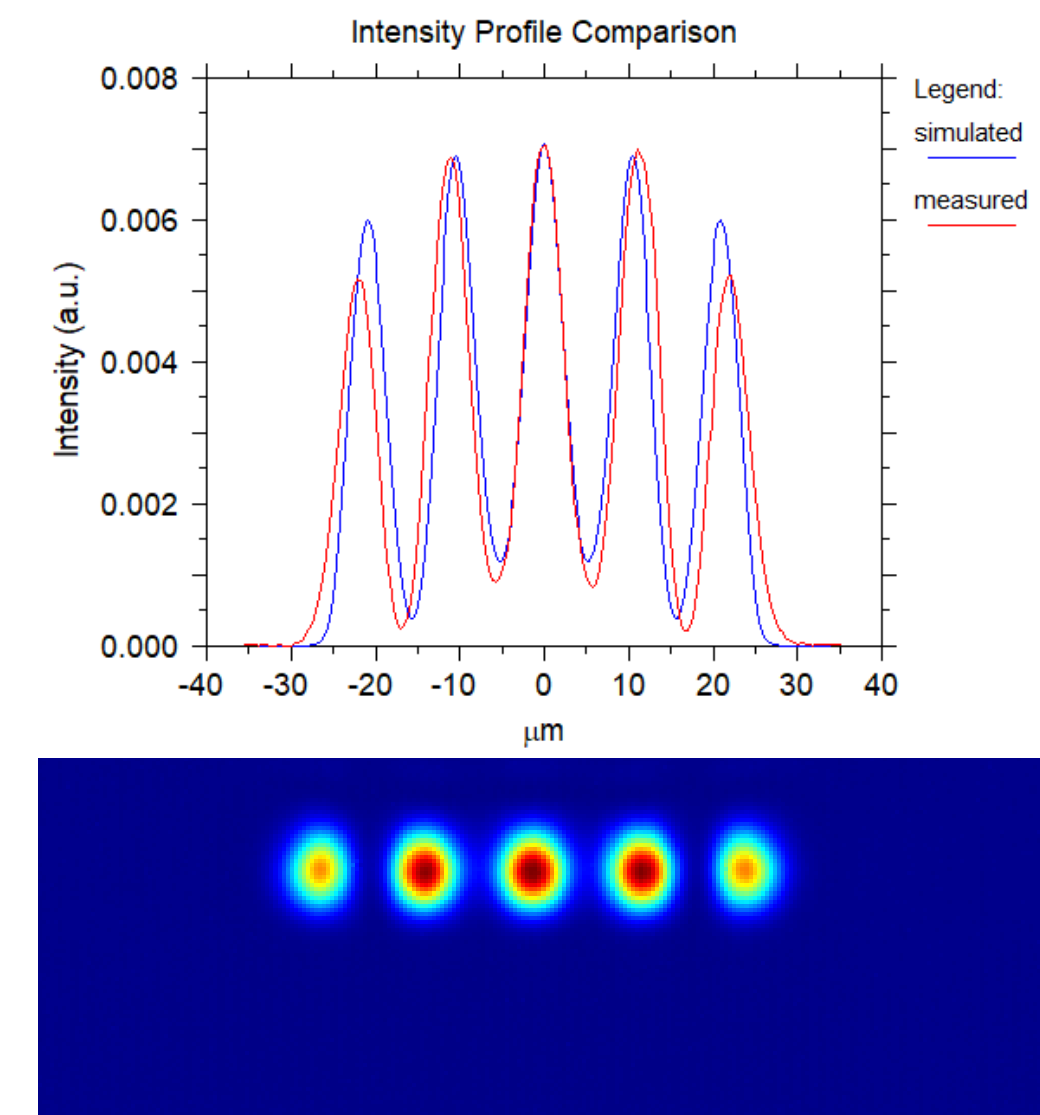 Intensity Profile Comparison
0.008
0.006
0.004
0.002
0.000
Intensity (a.u.)
-40 -30 -20 -10 0 10 20 30 40
μm
Legend:
simulated
measured